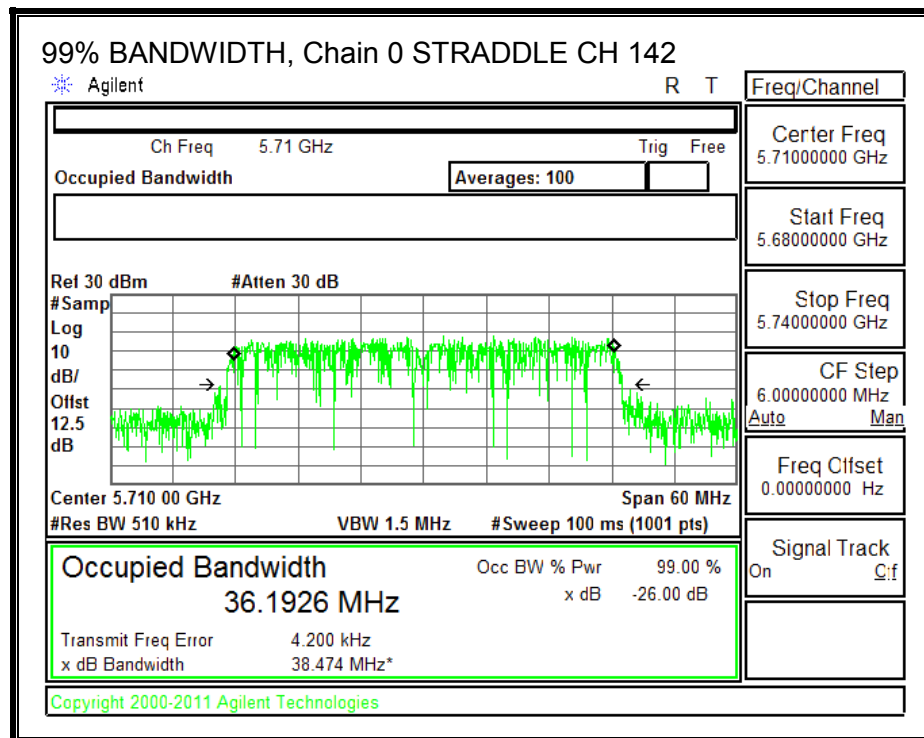 99% BANDWIDTH, Chain 0 STRADDLE CH 142
Agilent R T
Ch Freq 5.71 GHz Trig Free
Occupied Bandwidth Averages: 100
Ref 30 dBm #Atten 30 dB
#Samp
Log
10
dB/
Offst
12.5
dB
Center 5.710 00 GHz Span 60 MHz
#Res BW 510 kHz VBW 1.5 MHz #Sweep 100 ms (1001 pts)
Occupied Bandwidth
36.1926 MHz
Occ BW % Pwr 99.00 %
x dB -26.00 dB
Transmit Freq Error 4.200 kHz
x dB Bandwidth 38.474 MHz*
Copyright 2000-2011 Agilent Technologies
Freq/Channel
Center Freq
5.71000000 GHz
Start Freq
5.68000000 GHz
Stop Freq
5.74000000 GHz
CF Step
6.00000000 MHz
Auto Man
Freq Offset
0.00000000 Hz
Signal Track
On Off